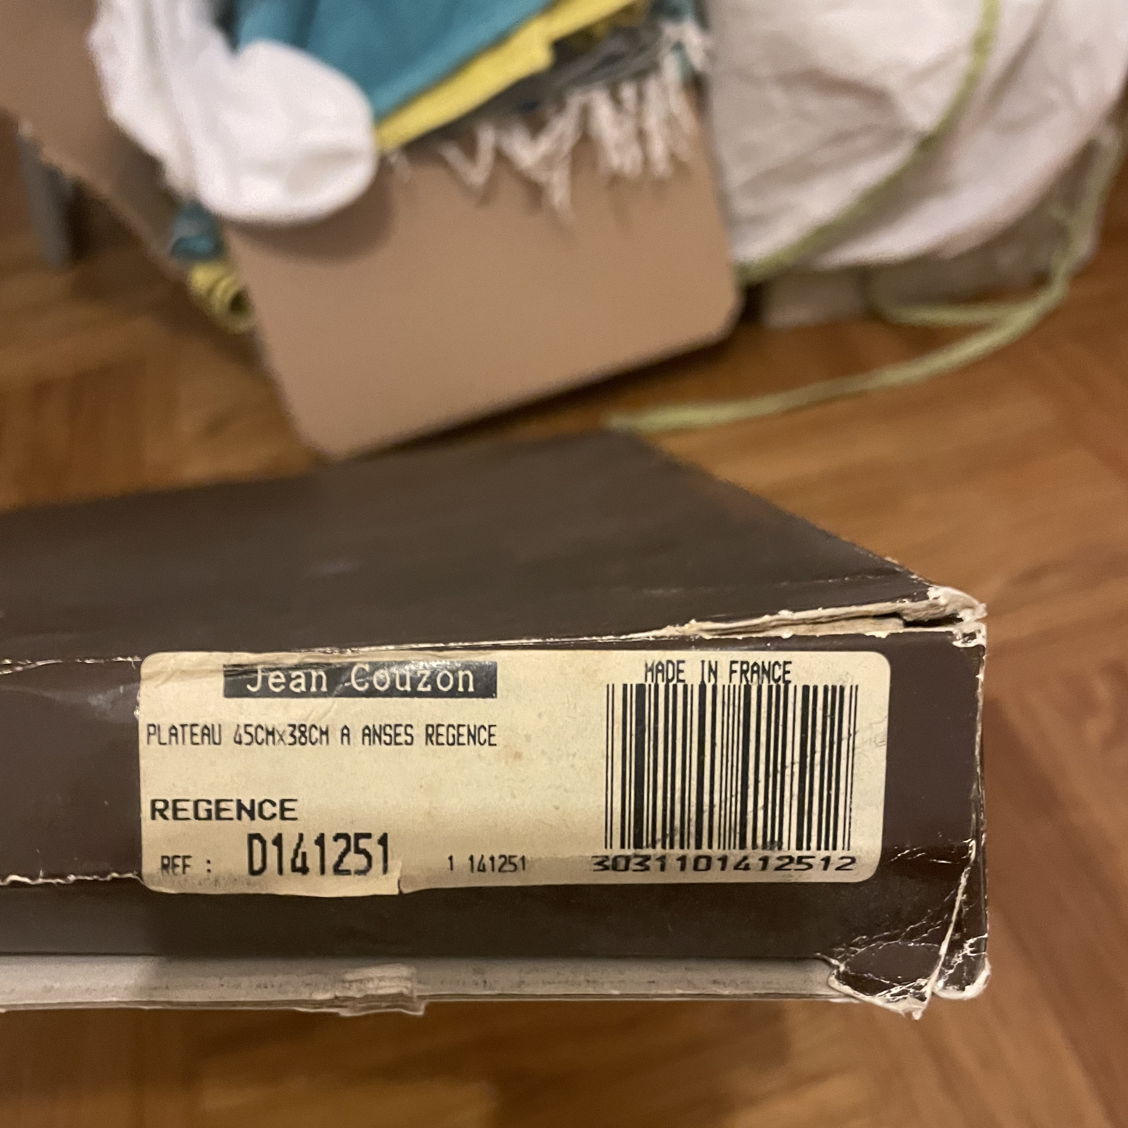 Jean Couzon
MADE IN FRANCE
PLATEAU 45CMx38CM A ANSES REGENCE
REGENCE
REF : D141251
1 141251
3031101412512